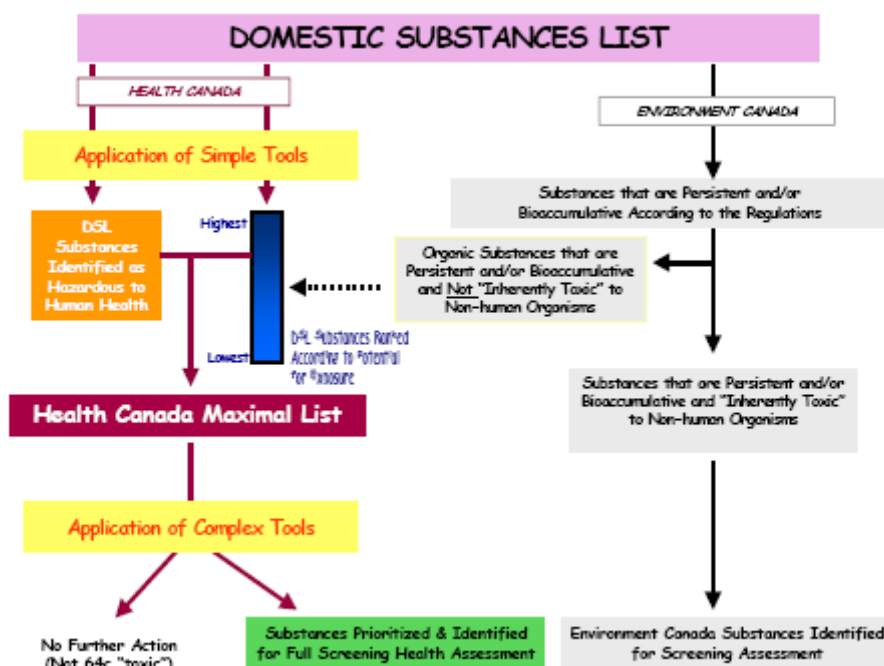 DOMESTIC SUBSTANCES LIST
HEALTH CANADA
ENVIRONMENT CANADA
Application of Simple Tools
Substances that are Persistent and/or
Bioaccumulative According to the Regulations
DSL
Substances
Identified as
Hazardous to
Human Health
Highest
Lowest
DSL Substances Ranked
According to Potential
for Exposure
Organic Substances that are
Persistent and/or Bioaccumulative
and Not "Inherently Toxic" to
Non-human Organisms
Substances that are Persistent and/or
Bioaccumulative and "Inherently Toxic"
to Non-human Organisms
Health Canada Maximal List
Application of Complex Tools
No Further Action
(Not 64c "toxic")
Substances Prioritized & Identified
for Full Screening Health Assessment
Environment Canada Substances Identified
for Screening Assessment